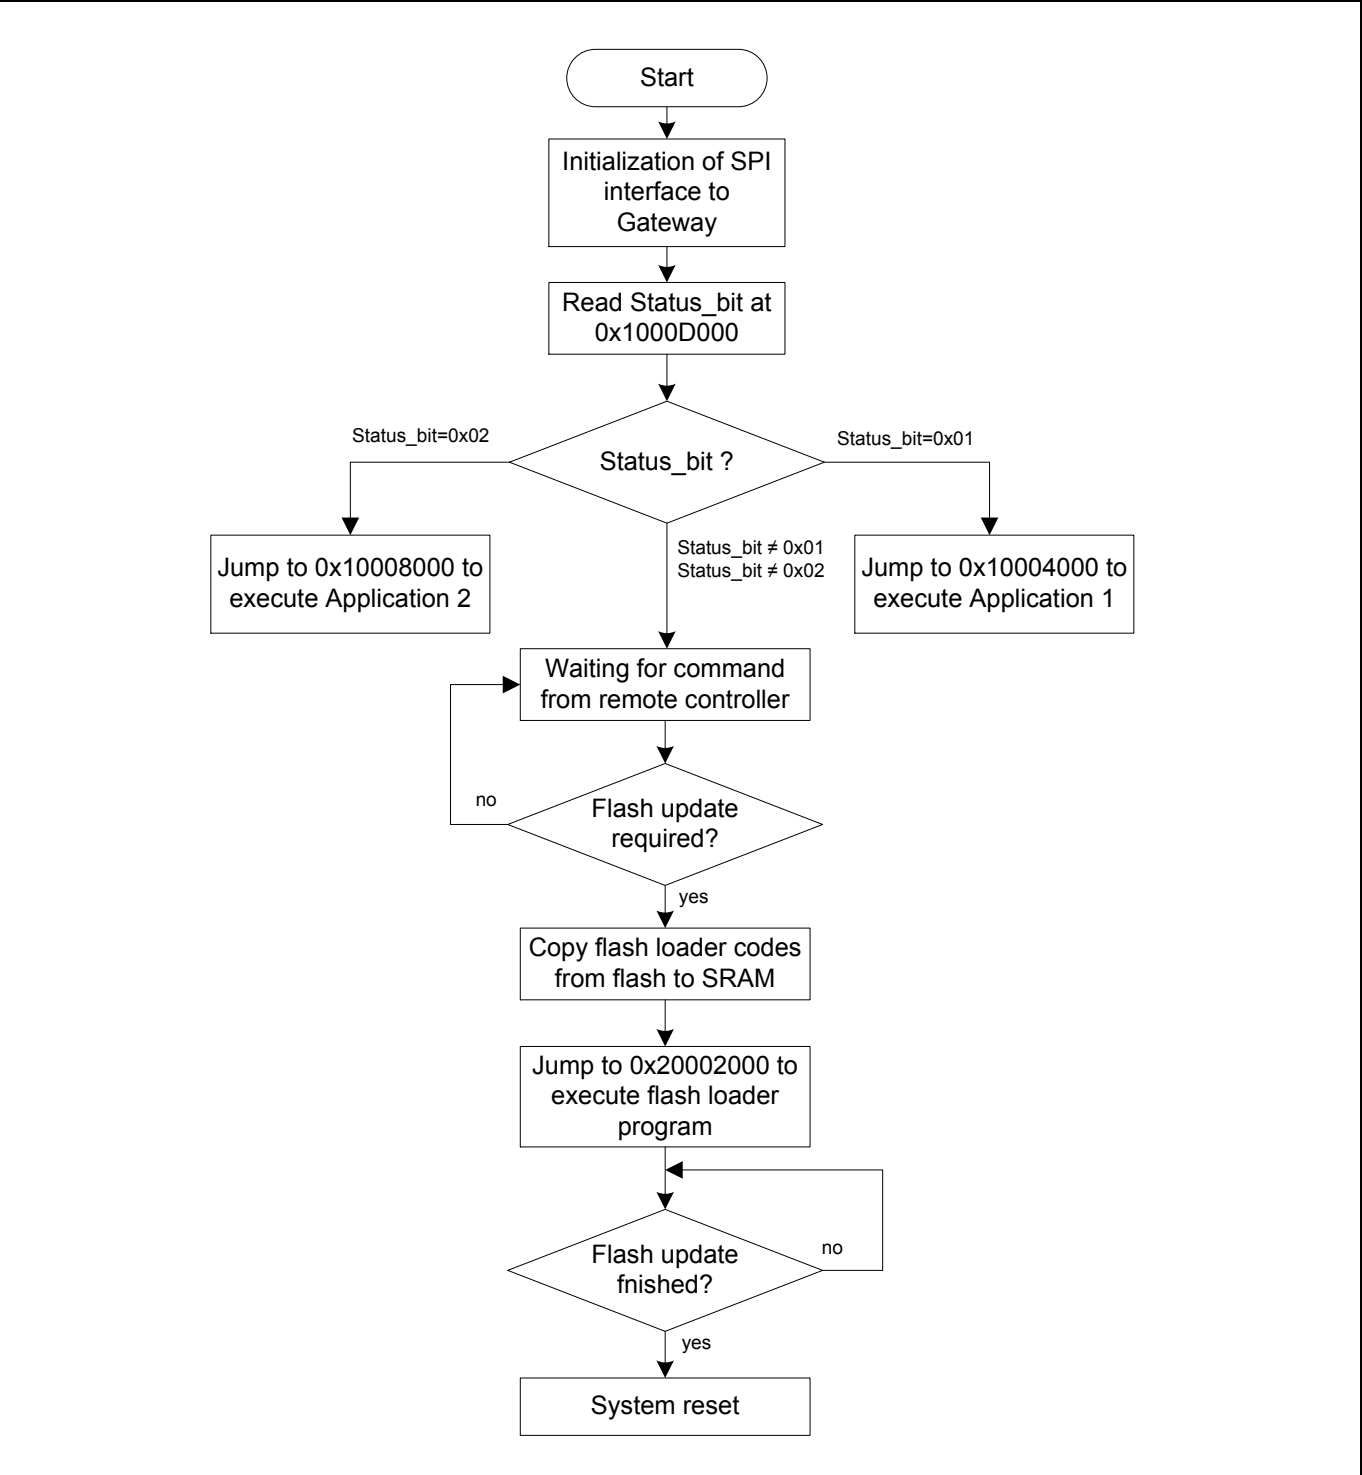 Start
Initialization of SPI
interface to
Gateway
Read Status_bit at
0x1000D000
Status_bit=0x02
Status_bit ?
Status_bit=0x01
Status_bit ≠ 0x01
Status_bit ≠ 0x02
Jump to 0x10008000 to
execute Application 2
Jump to 0x10004000 to
execute Application 1
Waiting for command
from remote controller
no
Flash update
required?
yes
Copy flash loader codes
from flash to SRAM
Jump to 0x20002000 to
execute flash loader
program
Flash update
fnished?
no
yes
System reset